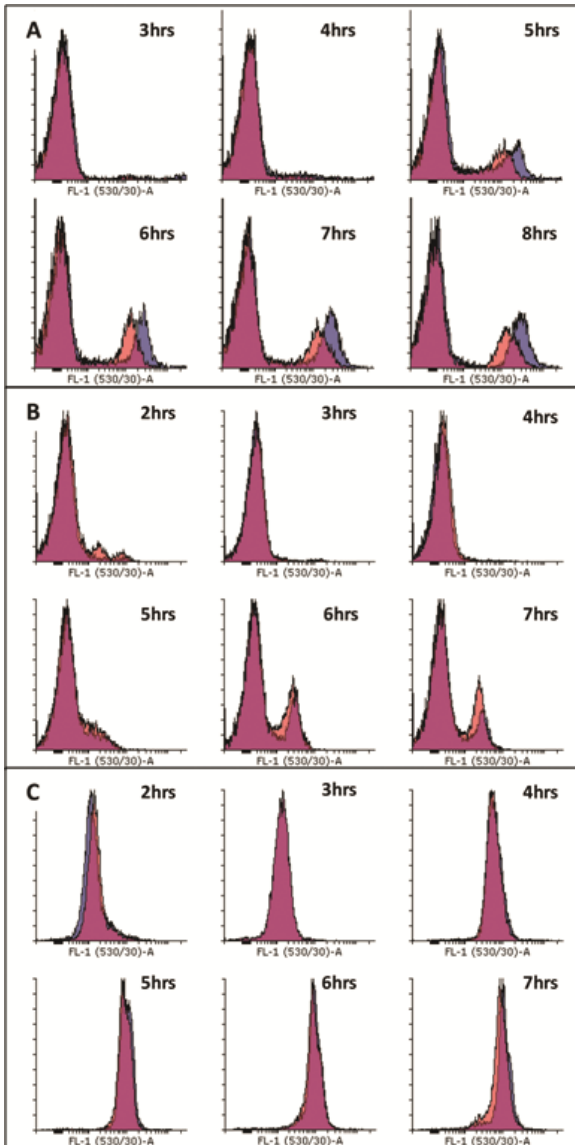 A
3hrs 4hrs 5hrs
FL-1 (530/30)-A FL-1 (530/30)-A FL-1 (530/30)-A
6hrs 7hrs 8hrs
FL-1 (530/30)-A FL-1 (530/30)-A FL-1 (530/30)-A
B
2hrs 3hrs 4hrs
FL-1 (530/30)-A FL-1 (530/30)-A FL-1 (530/30)-A
5hrs 6hrs 7hrs
FL-1 (530/30)-A FL-1 (530/30)-A FL-1 (530/30)-A
C
2hrs 3hrs 4hrs
FL-1 (530/30)-A FL-1 (530/30)-A FL-1 (530/30)-A
5hrs 6hrs 7hrs
FL-1 (530/30)-A FL-1 (530/30)-A FL-1 (530/30)-A